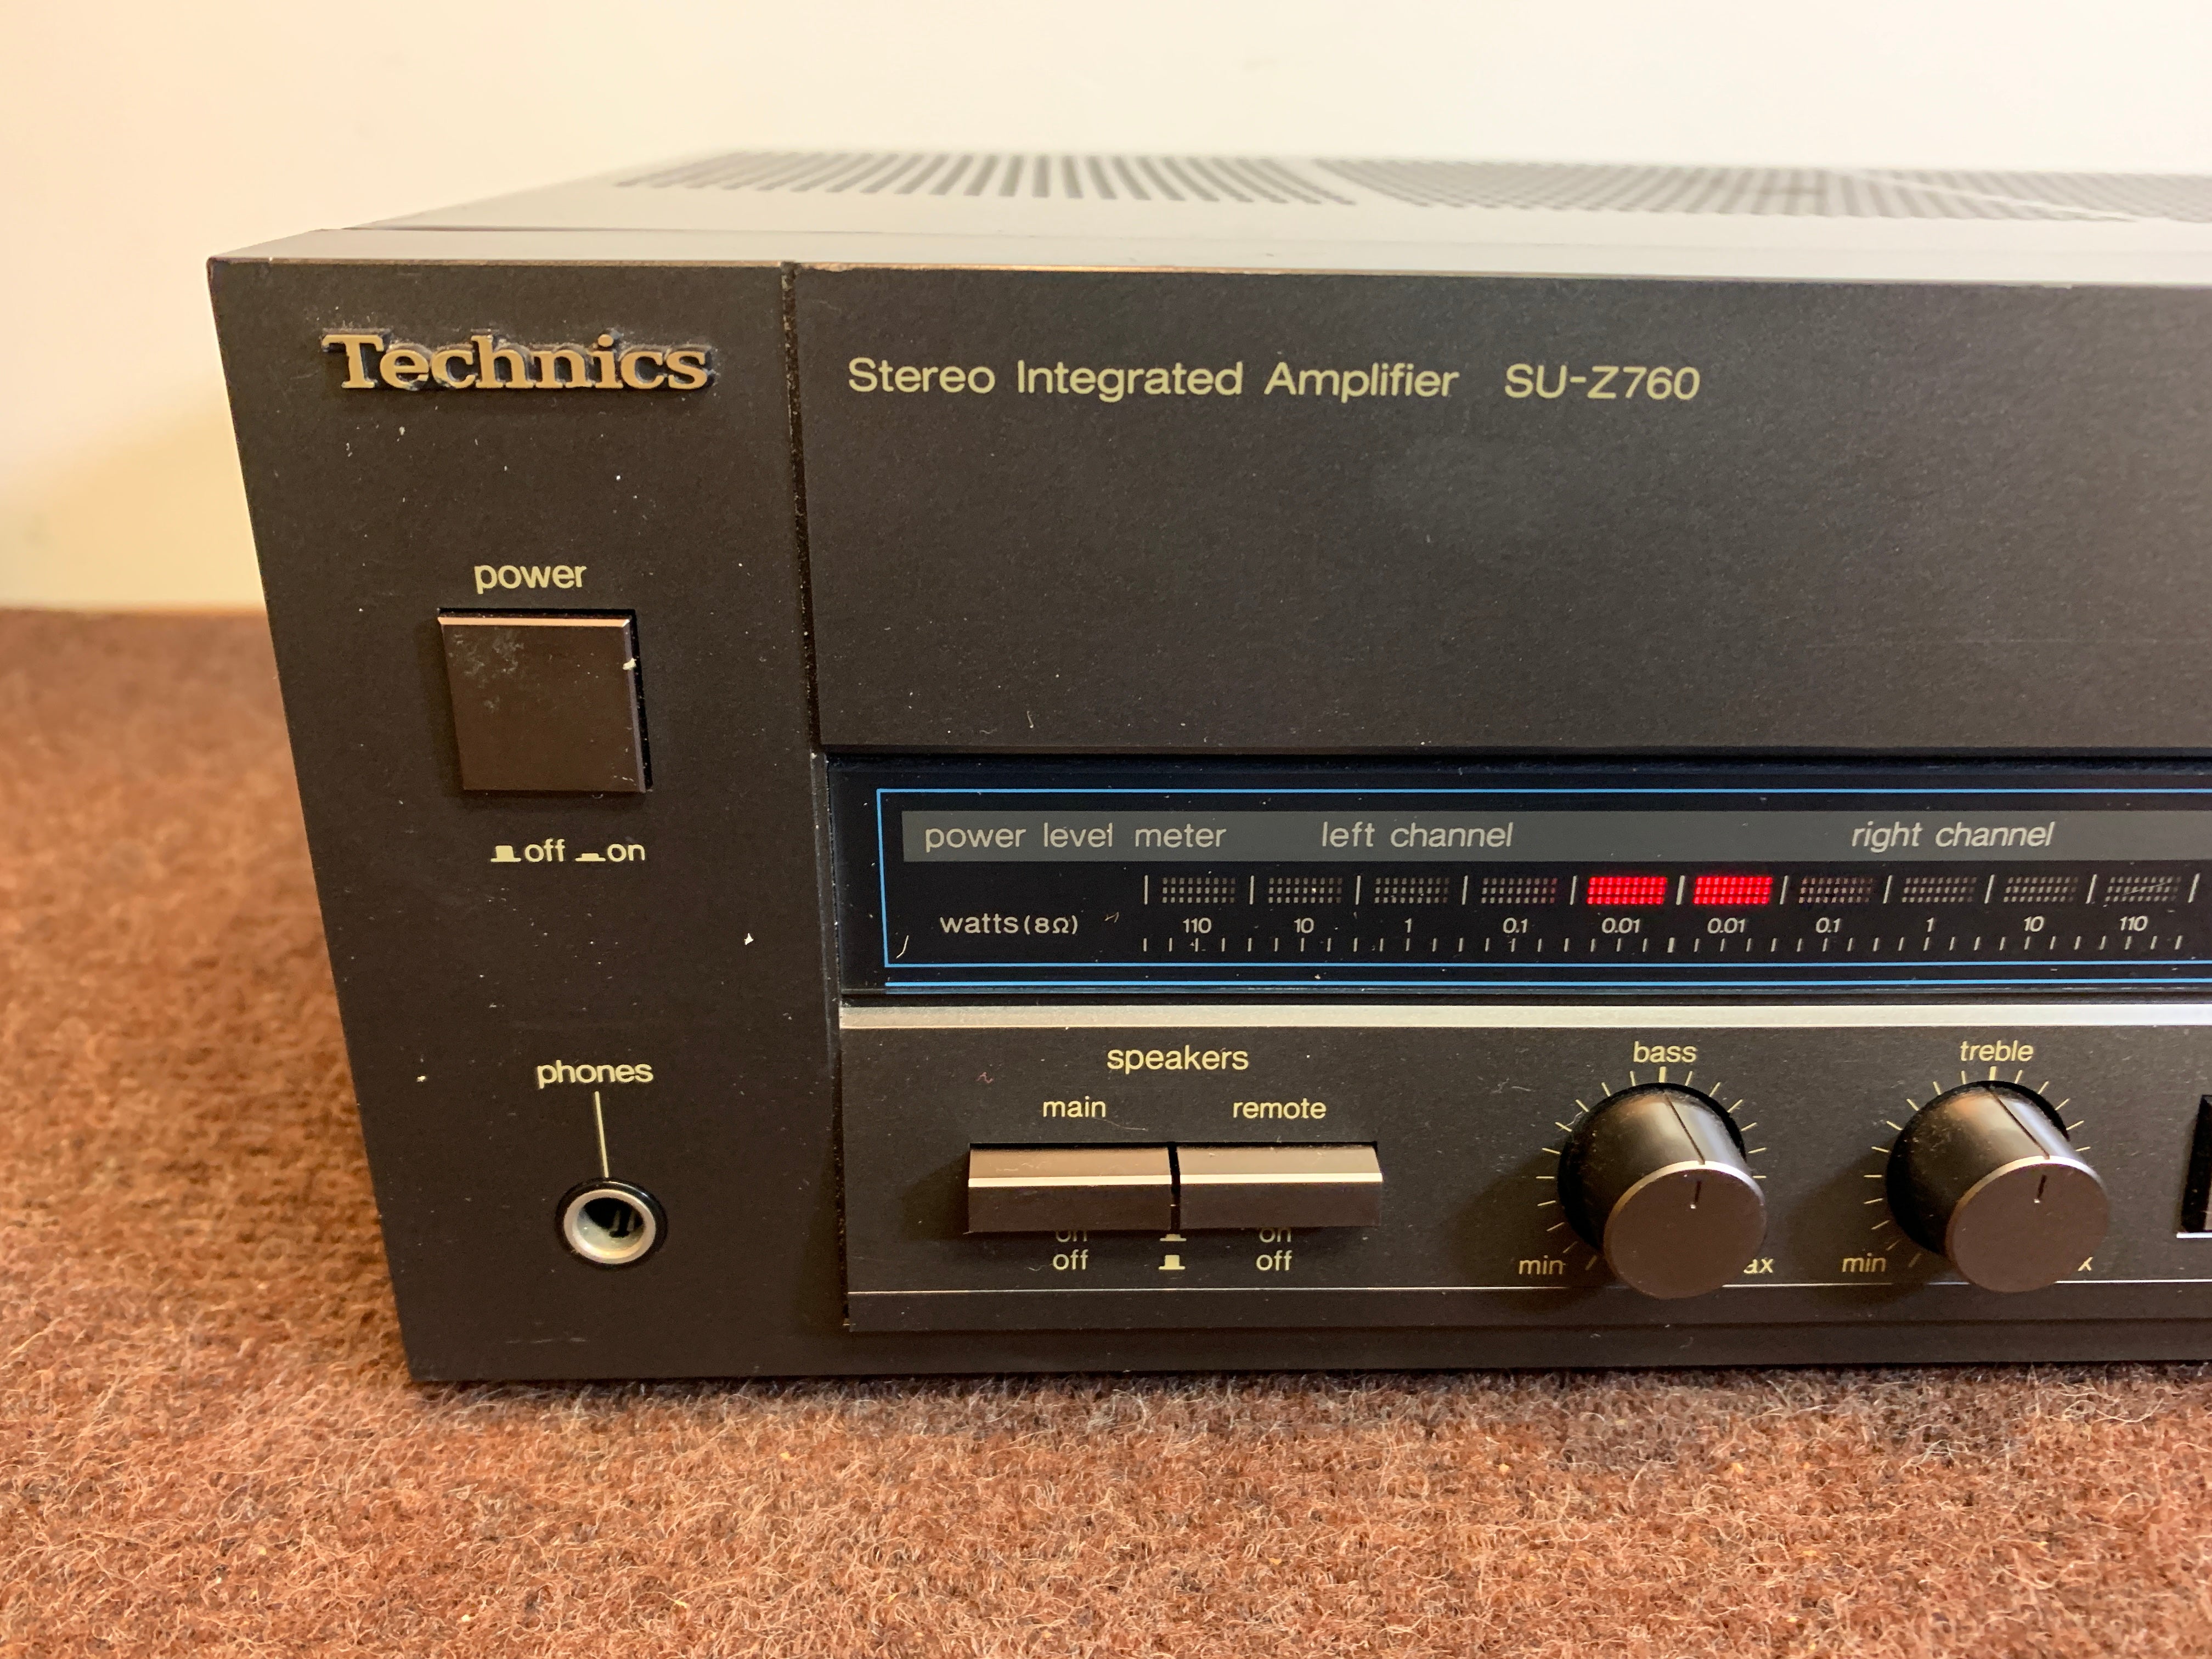 Technics
Stereo Integrated Amplifier SU-Z760
power
off on
power level meter left channel right channel
110 10 1 0.1 0.01 0.01 0.1 1 10 110
watts (8Ω)
phones
speakers
main remote
on on
off off
bass
min
treble
min